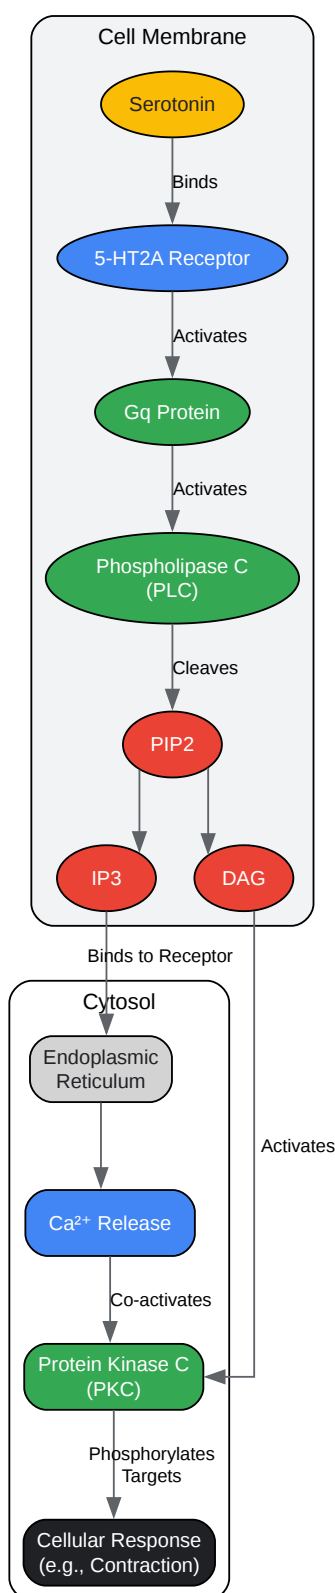 Cell Membrane
Serotonin
Binds
5-HT2A Receptor
Activates
Gq Protein
Activates
Phospholipase C
(PLC)
Cleaves
PIP2
IP3
DAG
Binds to Receptor
Cytosol
Endoplasmic
Reticulum
Activates
Ca²⁺ Release
Co-activates
Protein Kinase C
(PKC)
Phosphorylates
Targets
Cellular Response
(e.g., Contraction)